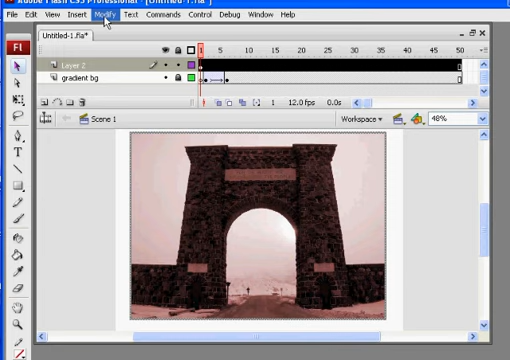 Adobe Flash CS3 Professional - [Untitled-1.fla*]
File Edit View Insert Modify Text Commands Control Debug Window Help
Untitled-1.fla*
1 5 10 15 20 25 30 35 40 45 50
Layer 2
gradient bg
1 12.0 fps 0.0s
Scene 1 Workspace 48%
Fl
T